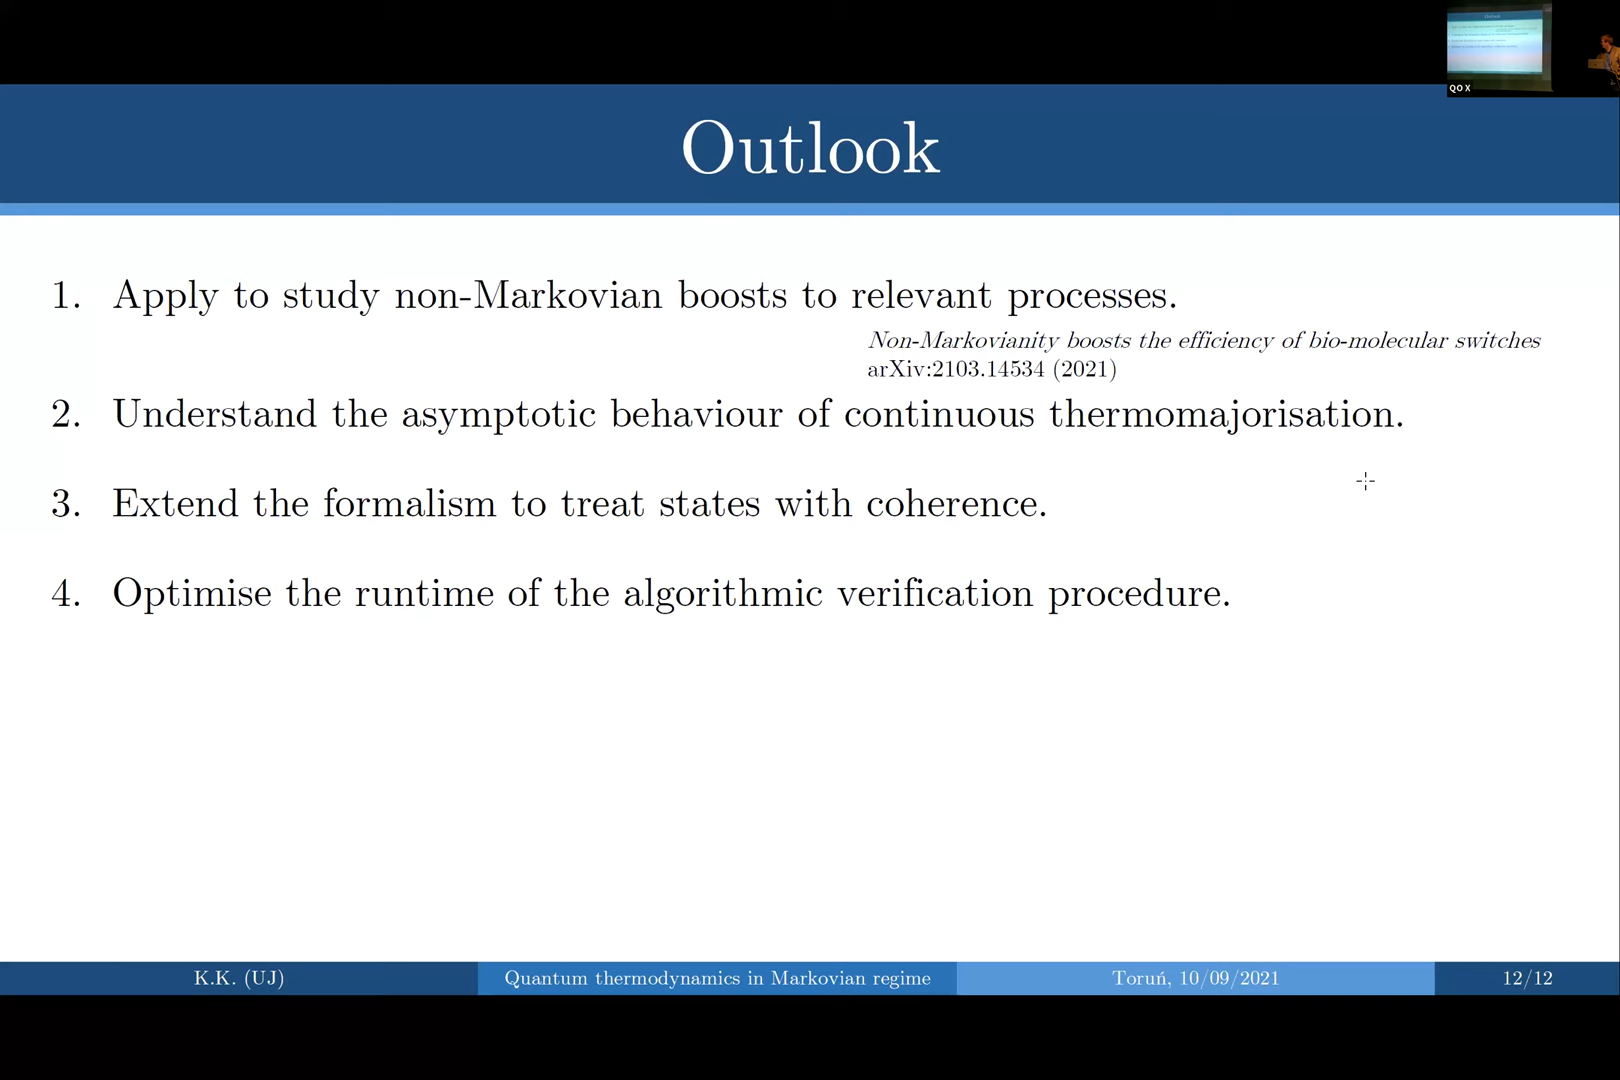 QO X
Outlook
1. Apply to study non-Markovian boosts to relevant processes.
Non-Markovianity boosts the efficiency of bio-molecular switches
arXiv:2103.14534 (2021)
2. Understand the asymptotic behaviour of continuous thermomajorisation.
3. Extend the formalism to treat states with coherence.
4. Optimise the runtime of the algorithmic verification procedure.
K.K. (UJ)
Quantum thermodynamics in Markovian regime
Toruń, 10/09/2021
12/12